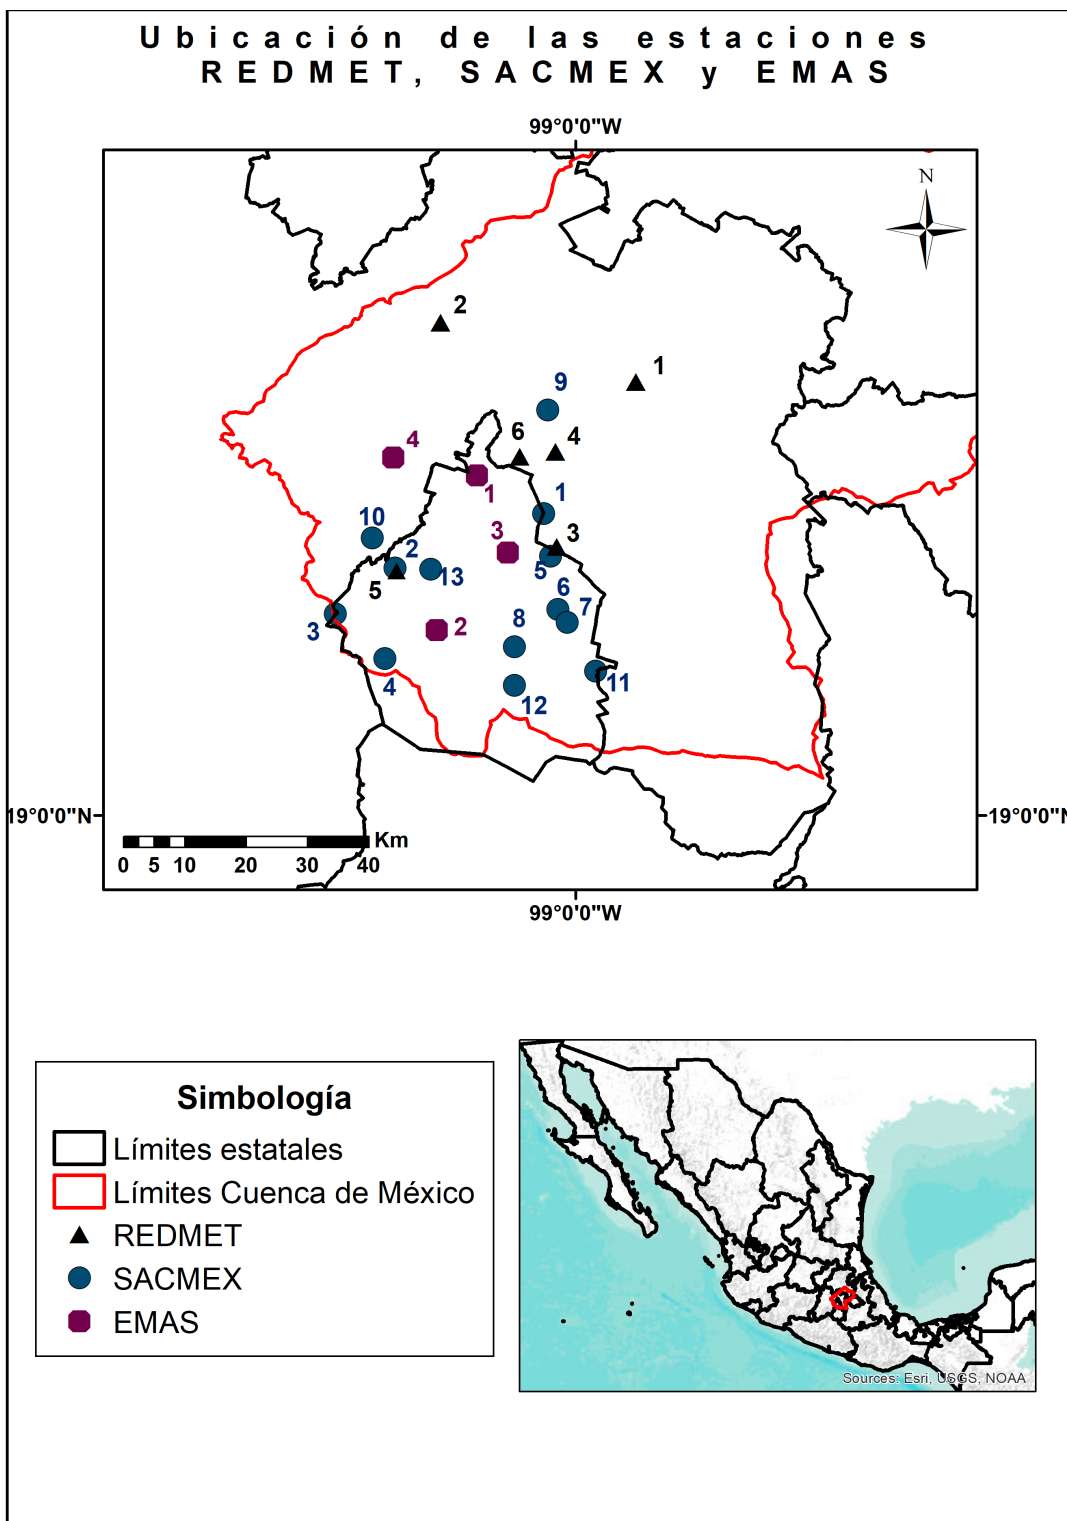 Ubicación de las estaciones
REDMET, SACMEX y EMAS
99°0'0"W
N
2
1
9
6
4
4
1
1
10
3
3
2
13
5
5
6
7
8
2
3
4
11
12
19°0'0"N
19°0'0"N
Km
0 5 10 20 30 40
99°0'0"W
Simbología
Límites estatales
Límites Cuenca de México
REDMET
SACMEX
EMAS
Sources: Esri, USGS, NOAA